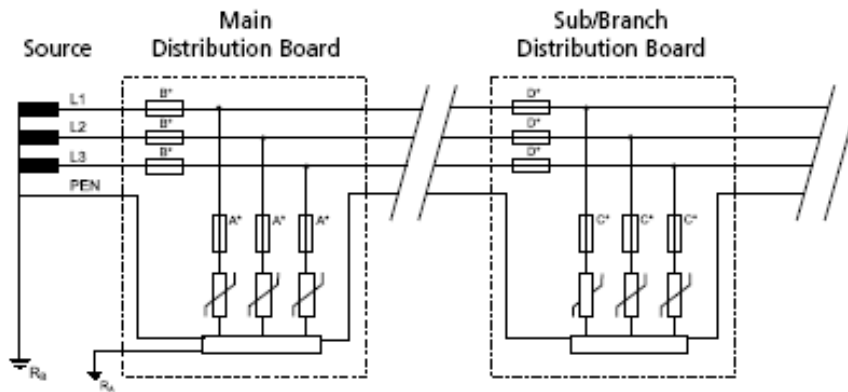 Main
Distribution Board
Sub/Branch
Distribution Board
Source
L1
L2
L3
PEN
B*
B*
B*
A*
A*
A*
D*
D*
D*
C*
C*
C*
RB
RA